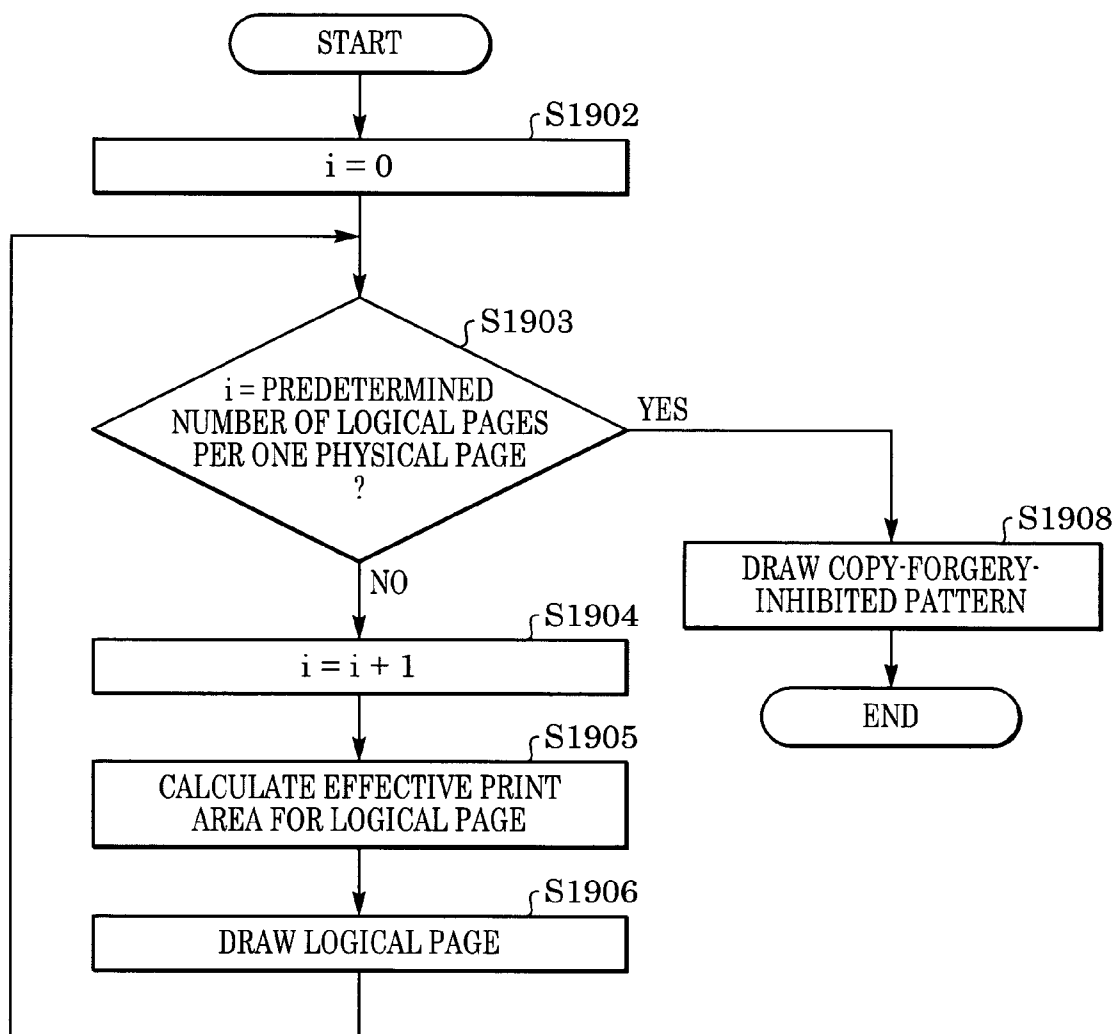 START
S1902
i = 0
S1903
i = PREDETERMINED
NUMBER OF LOGICAL PAGES
PER ONE PHYSICAL PAGE
?
YES
NO
S1908
DRAW COPY-FORGERY-
INHIBITED PATTERN
END
S1904
i = i + 1
S1905
CALCULATE EFFECTIVE PRINT
AREA FOR LOGICAL PAGE
S1906
DRAW LOGICAL PAGE